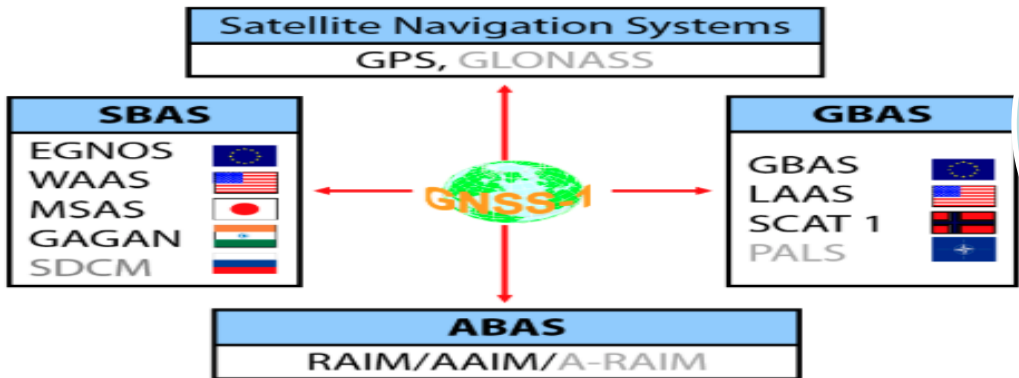 Satellite Navigation Systems
GPS, GLONASS
SBAS
EGNOS
WAAS
MSAS
GAGAN
SDCM
GNSS-1
GBAS
GBAS
LAAS
SCAT 1
PALS
ABAS
RAIM/AAIM/A-RAIM